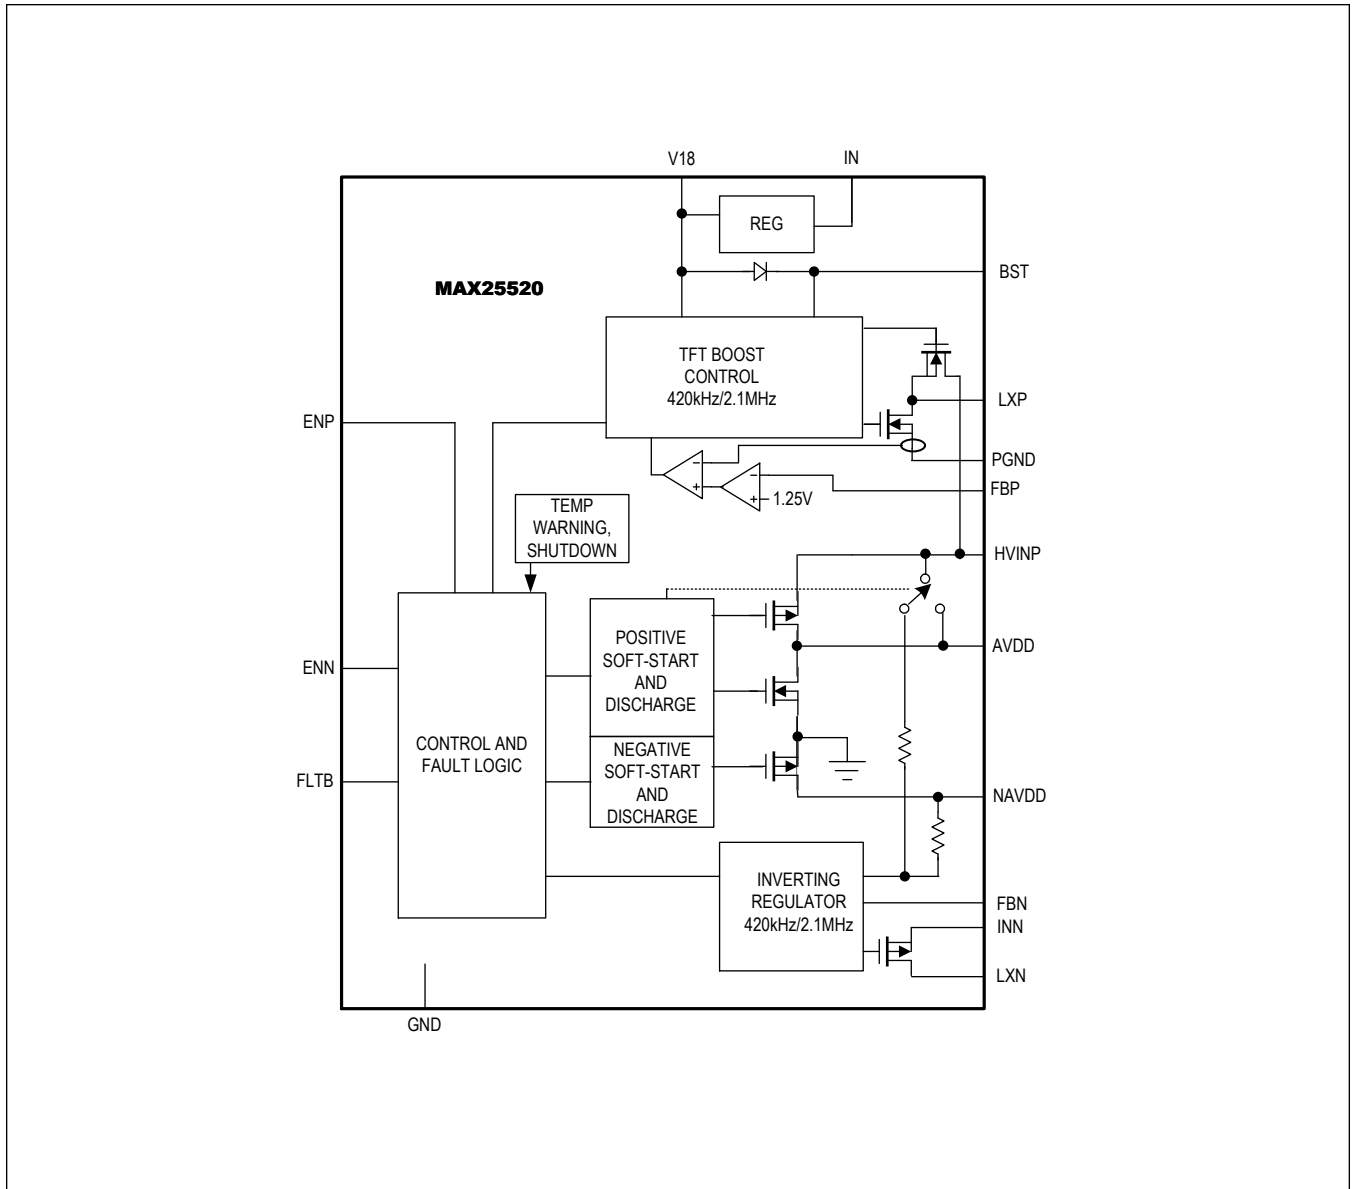 V18
IN
REG
BST
MAX25520
TFT BOOST
CONTROL
420kHz/2.1MHz
LXP
ENP
PGND
-
+
-
+
1.25V
FBP
TEMP
WARNING,
SHUTDOWN
HVINP
POSITIVE
SOFT-START
AND
DISCHARGE
AVDD
ENN
CONTROL AND
FAULT LOGIC
NEGATIVE
SOFT-START
AND
DISCHARGE
FLTB
NAVDD
INVERTING
REGULATOR
420kHz/2.1MHz
FBN
INN
LXN
GND